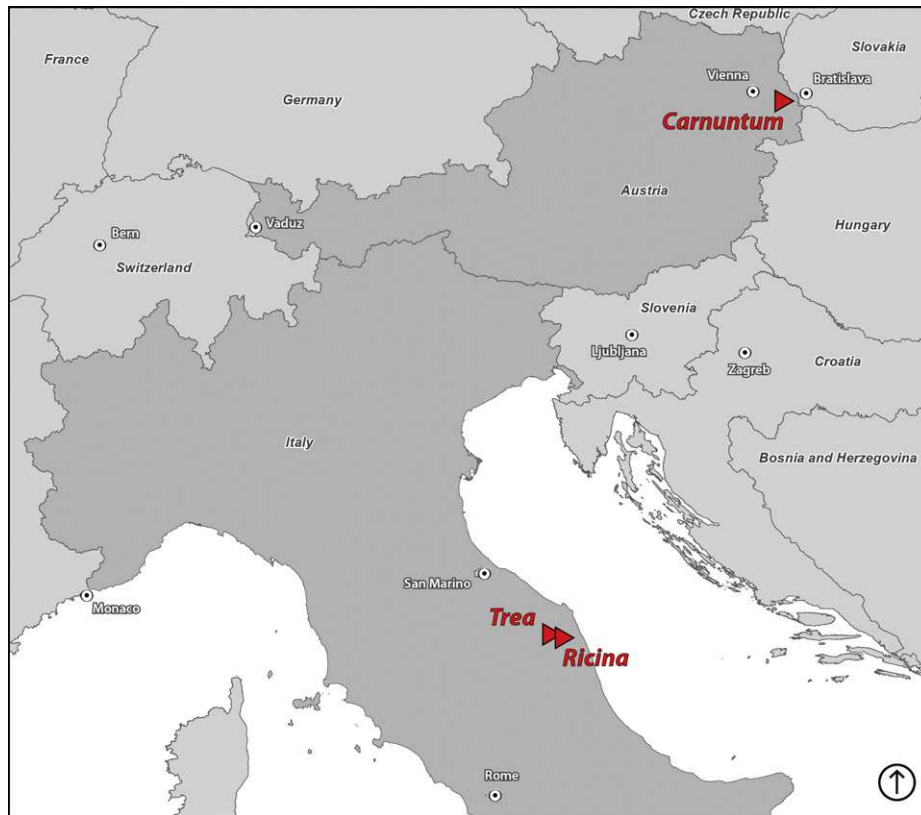 Czech Republic
France
Slovakia
Vienna
Bratislava
Germany
Carnuntum
Austria
Vaduz
Hungary
Bern
Switzerland
Slovenia
Ljubljana
Croatia
Zagreb
Italy
Bosnia and Herzegovina
San Marino
Monaco
Trea
Ricina
Rome